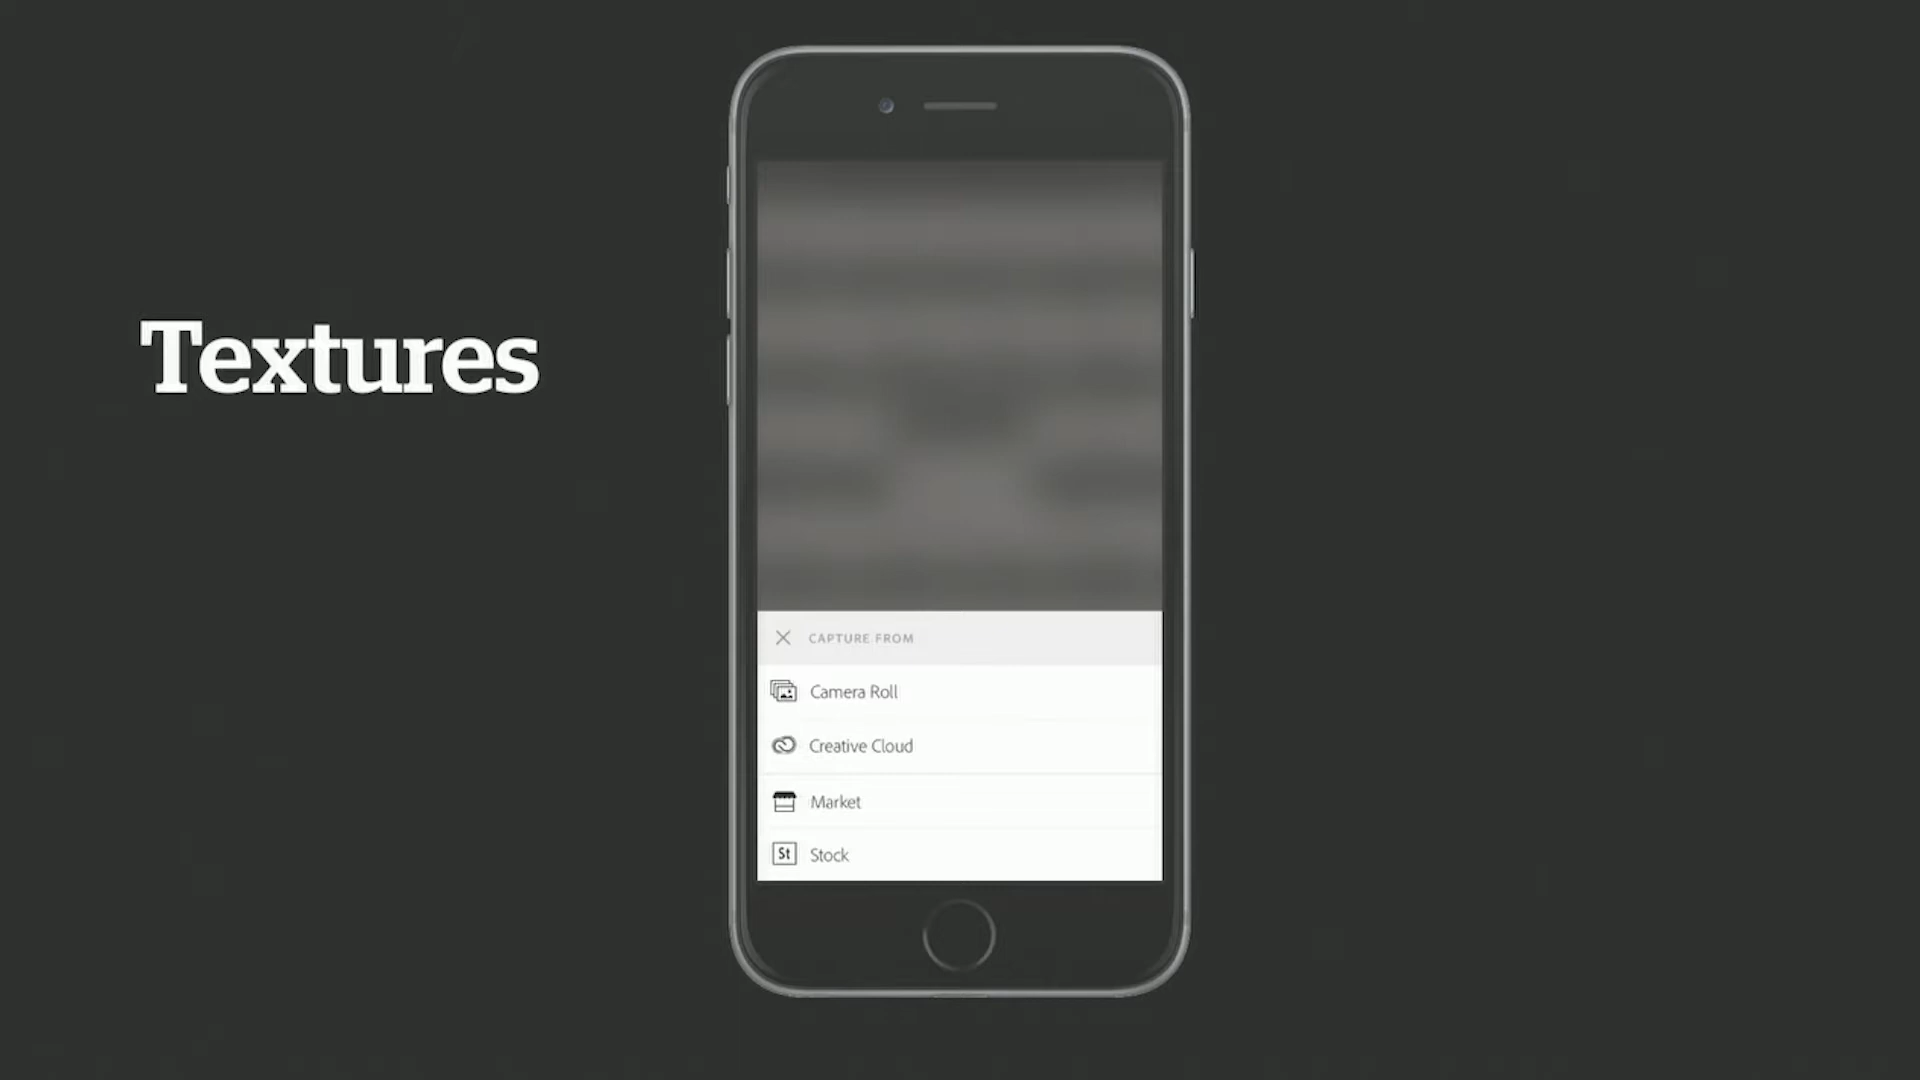 Textures
CAPTURE FROM
Camera Roll
Creative Cloud
Market
St Stock